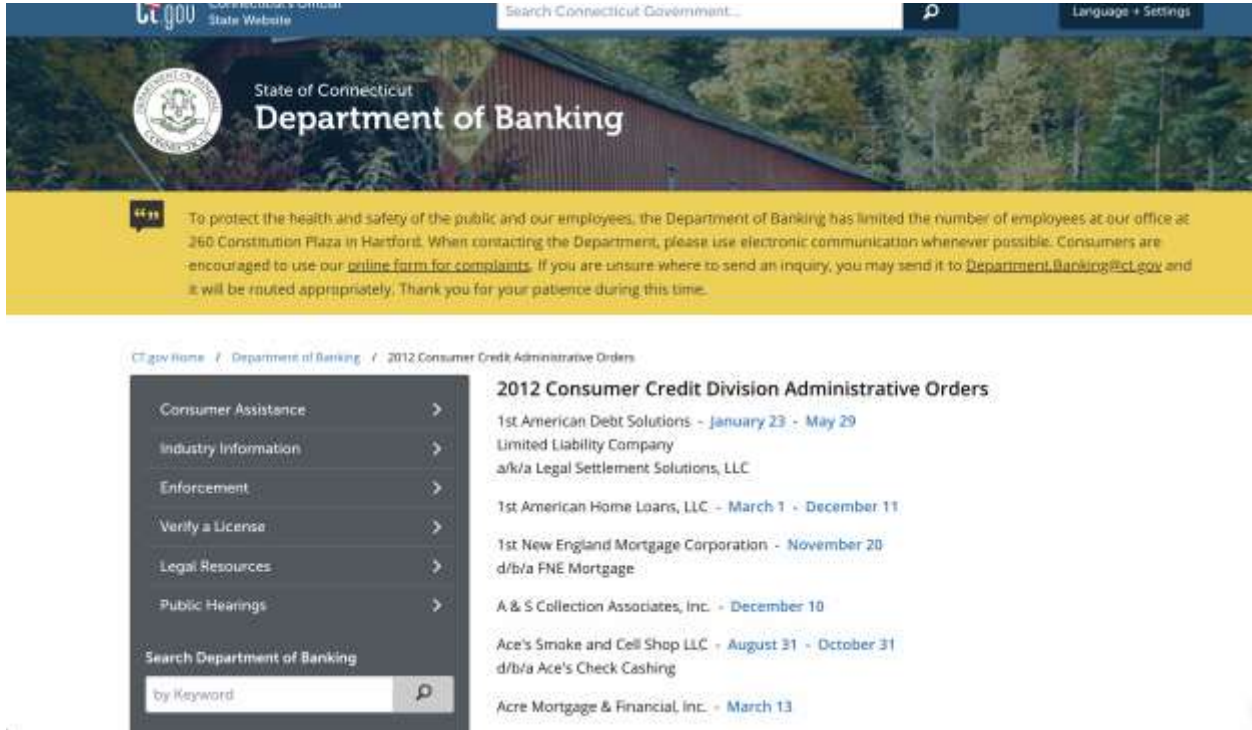 Ct.gov
Connecticut's Official
State Website
Search Connecticut Government...
Language + Settings
State of Connecticut
Department of Banking
To protect the health and safety of the public and our employees, the Department of Banking has limited the number of employees at our office at
260 Constitution Plaza in Hartford. When contacting the Department, please use electronic communication whenever possible. Consumers are
encouraged to use our online form for complaints. If you are unsure where to send an inquiry, you may send it to Department.Banking@ct.gov and
it will be routed appropriately. Thank you for your patience during this time.
CT.gov Home / Department of Banking / 2012 Consumer Credit Administrative Orders
Consumer Assistance
Industry Information
Enforcement
Verify a License
Legal Resources
Public Hearings
Search Department of Banking
by Keyword
2012 Consumer Credit Division Administrative Orders
1st American Debt Solutions - January 23 - May 29
Limited Liability Company
a/k/a Legal Settlement Solutions, LLC
1st American Home Loans, LLC - March 1 - December 11
1st New England Mortgage Corporation - November 20
d/b/a FNE Mortgage
A & S Collection Associates, Inc. - December 10
Ace's Smoke and Cell Shop LLC - August 31 - October 31
d/b/a Ace's Check Cashing
Acre Mortgage & Financial, Inc. - March 13